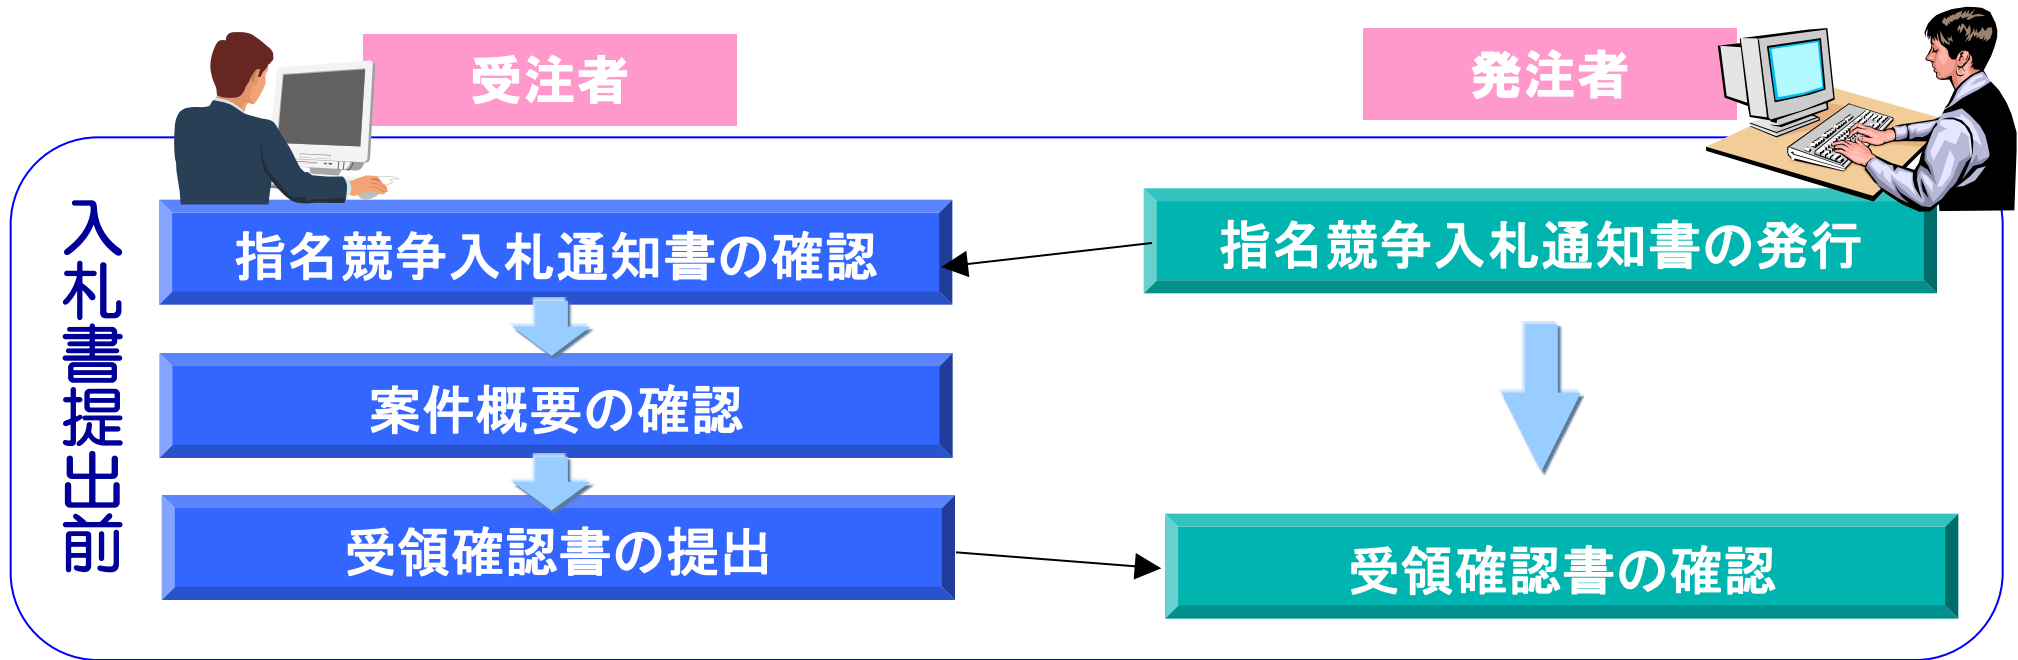 受注者
発注者
入札書提出前
指名競争入札通知書の確認
指名競争入札通知書の発行
案件概要の確認
受領確認書の提出
受領確認書の確認